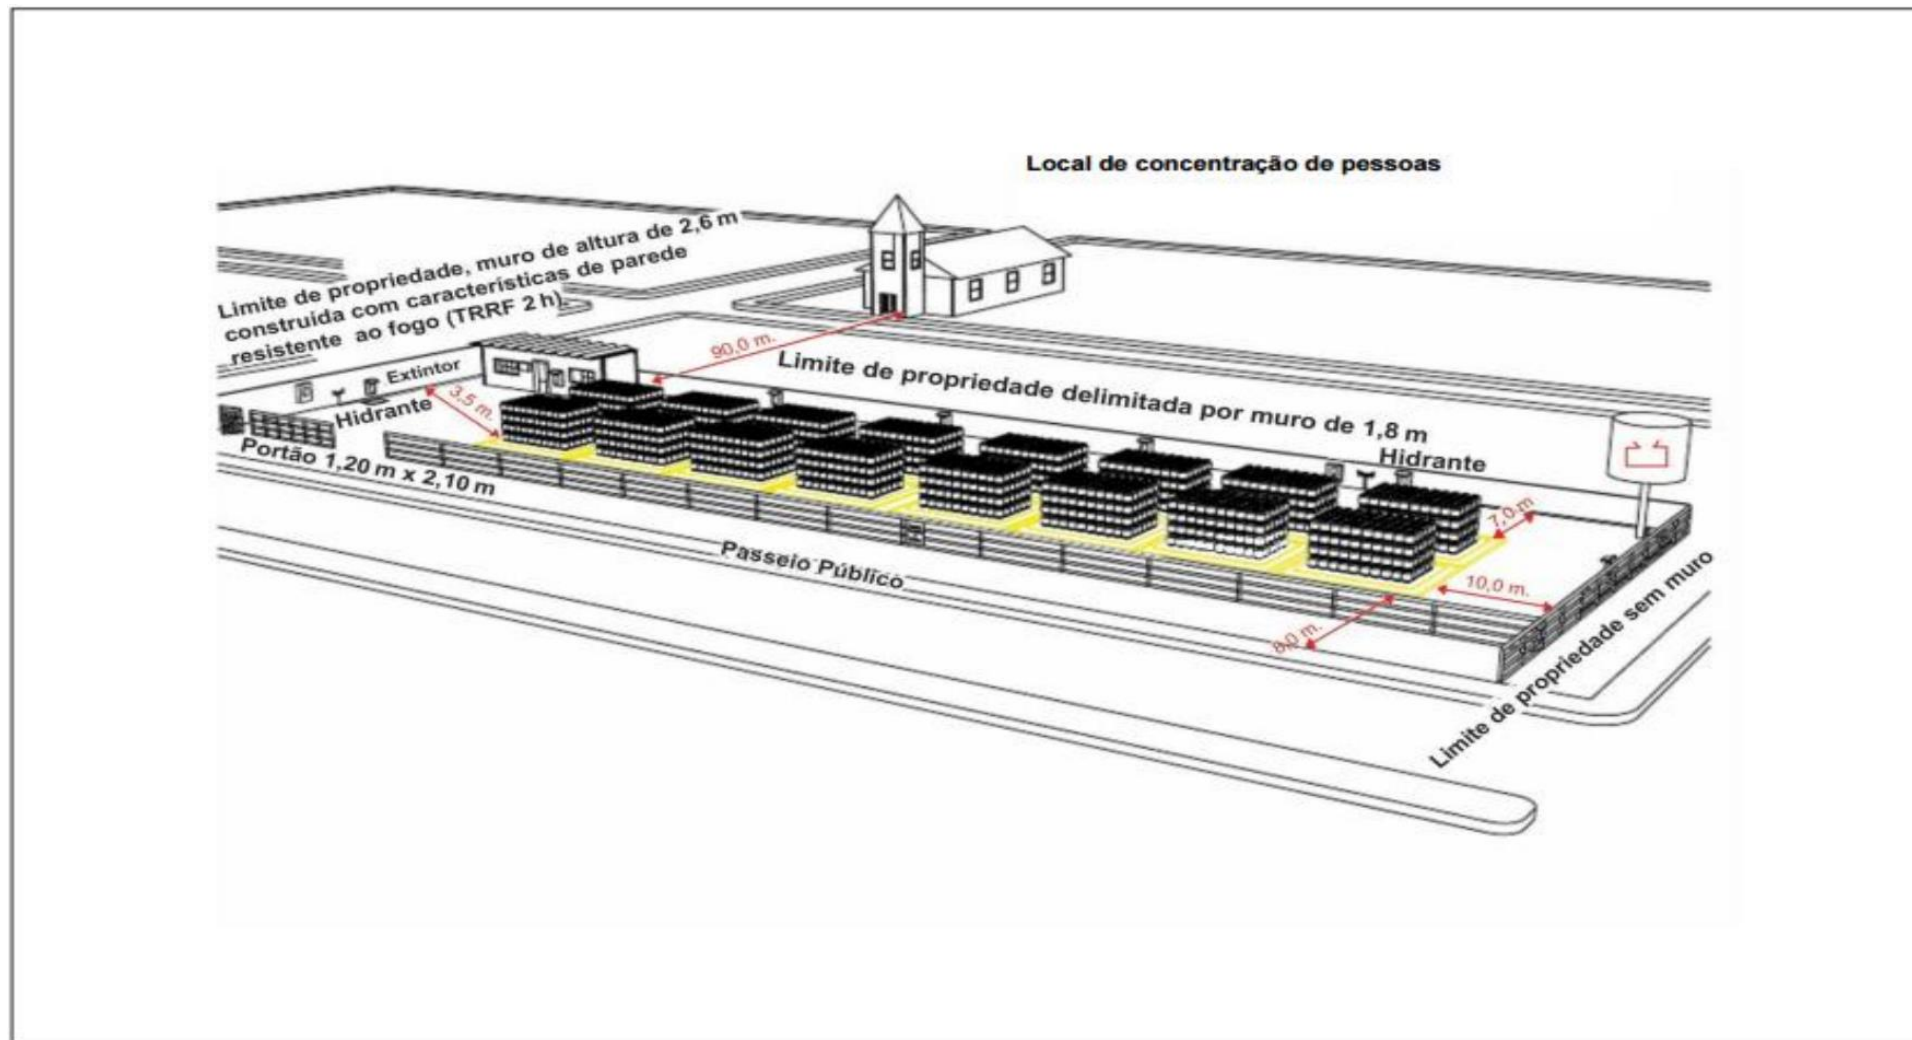 Local de concentração de pessoas
Limite de propriedade, muro de altura de 2,6 m
construída com características de parede
resistente ao fogo (TRRF 2 h).
90,0 m.
Limite de propriedade delimitada por muro de 1,8 m
Extintor
3,5 m.
Hidrante
Portão 1,20 m x 2,10 m
Hidrante
7,0 m
Passeio Público
10,0 m.
8,0 m.
Limite de propriedade sem muro